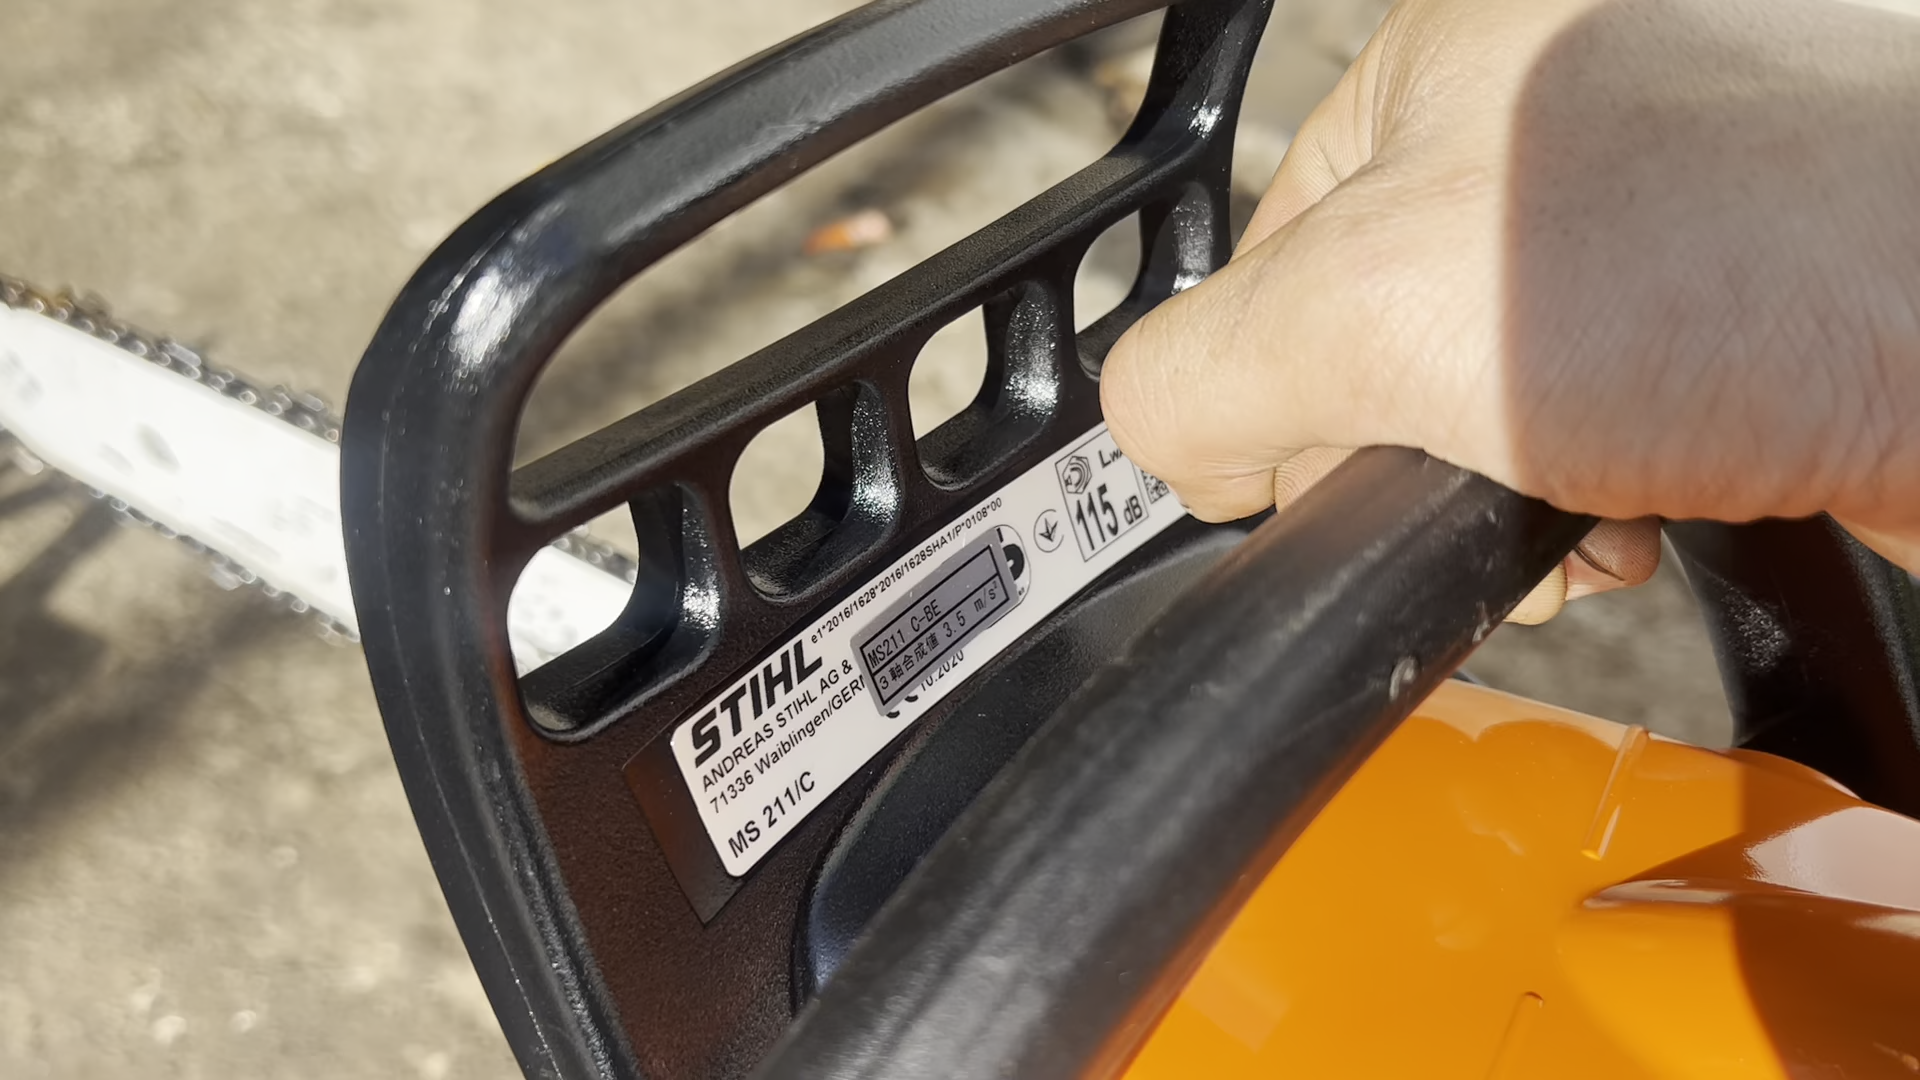 STIHL
e1*2016/1628*2016/1628SHA1/P*0108*00
ANDREAS STIHL AG &
71336 Waiblingen/GER
MS 211/C
MS211 C-BE
3軸合成値 3.5 m/s²
10.2020
115 dB